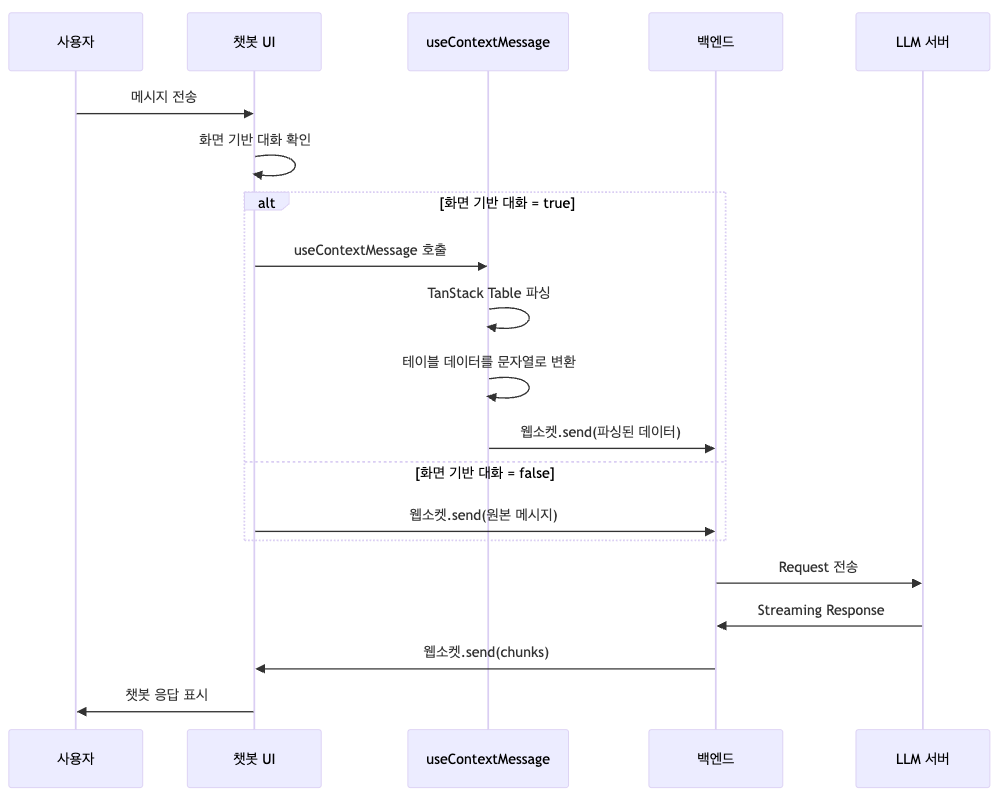 사용자
챗봇 UI
useContextMessage
백엔드
LLM 서버
메시지 전송
화면 기반 대화 확인
alt
[화면 기반 대화 = true]
useContextMessage 호출
TanStack Table 파싱
테이블 데이터를 문자열로 변환
웹소켓.send(파싱된 데이터)
[화면 기반 대화 = false]
웹소켓.send(원본 메시지)
Request 전송
Streaming Response
웹소켓.send(chunks)
챗봇 응답 표시
사용자
챗봇 UI
useContextMessage
백엔드
LLM 서버